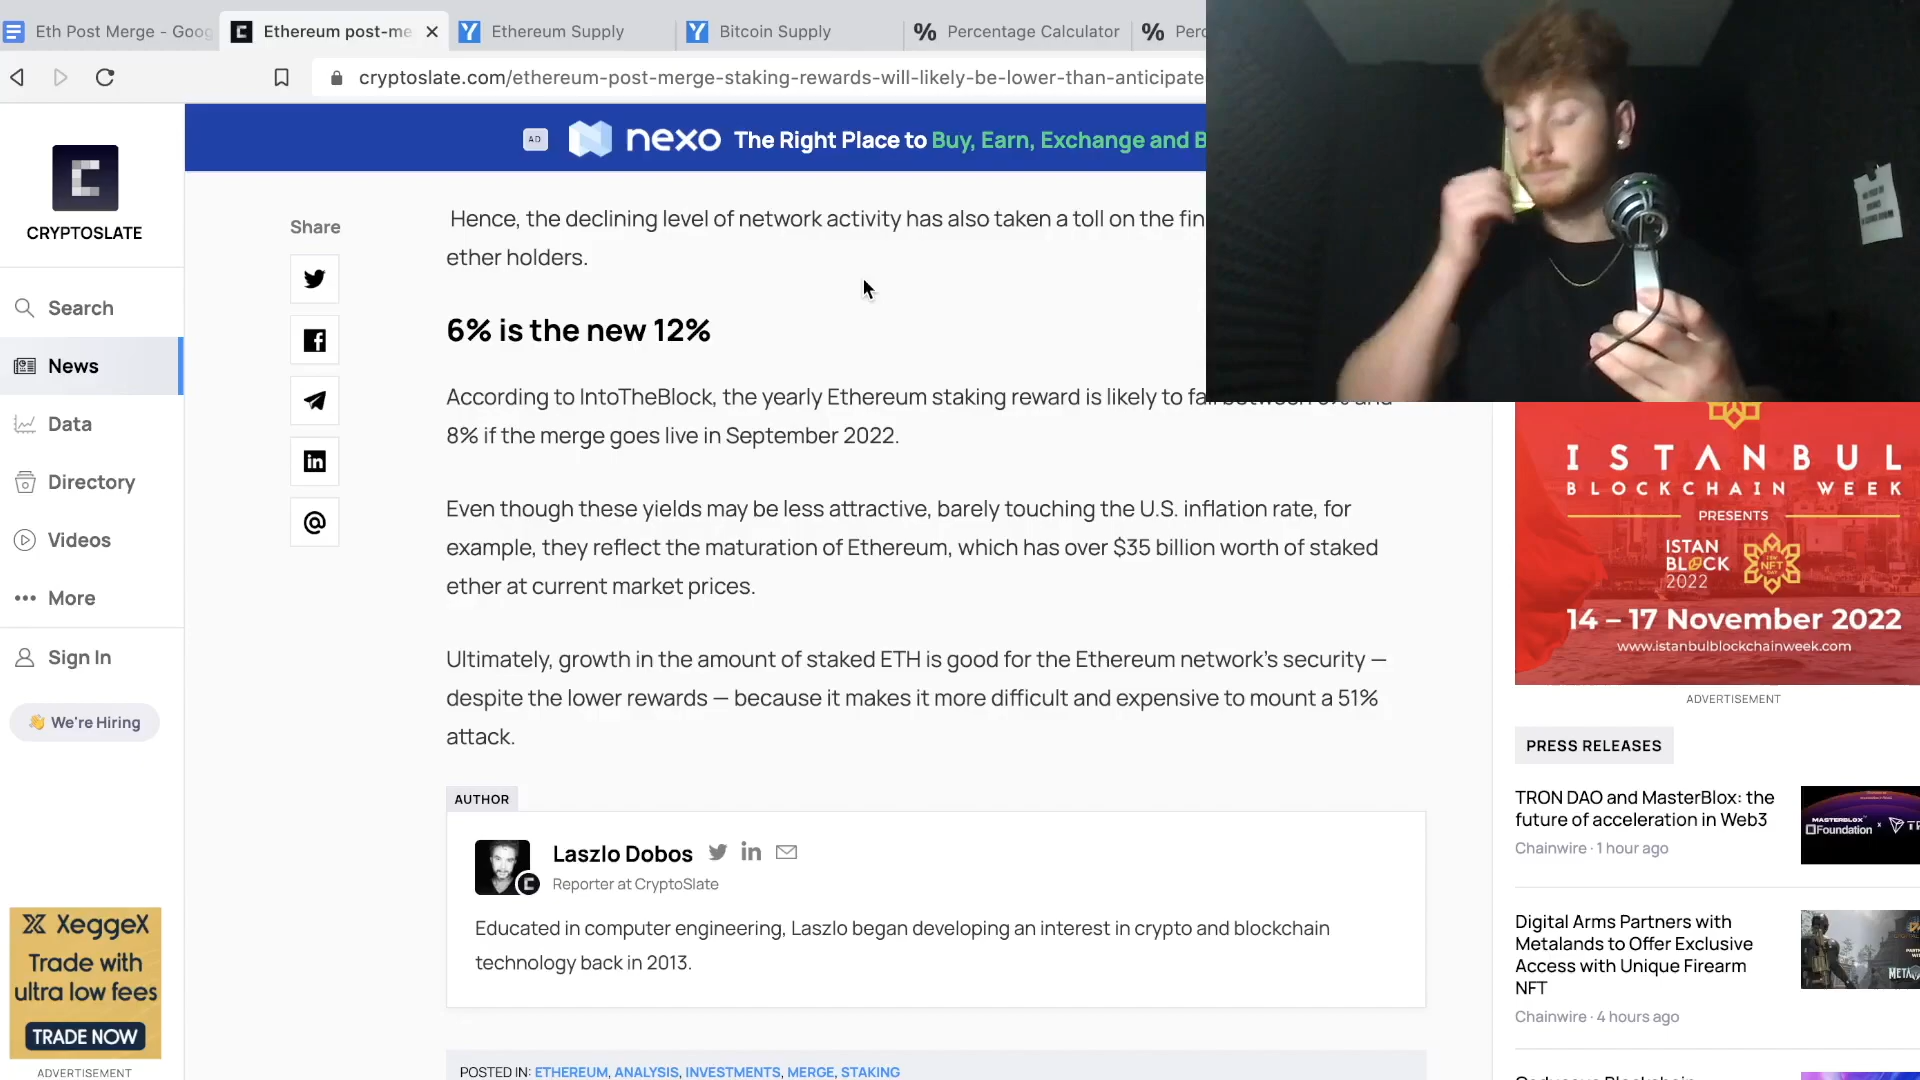 Eth Post Merge - Goog
Ethereum post-me
Ethereum Supply
Bitcoin Supply
Percentage Calculator
Perc
cryptoslate.com/ethereum-post-merge-staking-rewards-will-likely-be-lower-than-anticipate
AD
nexo The Right Place to Buy, Earn, Exchange and B
CRYPTOSLATE
Search
News
Data
Directory
Videos
More
Sign In
We're Hiring
XeggeX
Trade with
ultra low fees
TRADE NOW
ADVERTISEMENT
Share
Hence, the declining level of network activity has also taken a toll on the fin
ether holders.
6% is the new 12%
According to IntoTheBlock, the yearly Ethereum staking reward is likely to fall between and
8% if the merge goes live in September 2022.
Even though these yields may be less attractive, barely touching the U.S. inflation rate, for
example, they reflect the maturation of Ethereum, which has over $35 billion worth of staked
ether at current market prices.
Ultimately, growth in the amount of staked ETH is good for the Ethereum network's security —
despite the lower rewards — because it makes it more difficult and expensive to mount a 51%
attack.
AUTHOR
Laszlo Dobos
Reporter at CryptoSlate
Educated in computer engineering, Laszlo began developing an interest in crypto and blockchain
technology back in 2013.
POSTED IN: ETHEREUM, ANALYSIS, INVESTMENTS, MERGE, STAKING
ISTANBUL
BLOCKCHAIN WEEK
PRESENTS
ISTAN
BLOCK
2022
NFT
14 – 17 November 2022
www.istanbulblockchainweek.com
ADVERTISEMENT
PRESS RELEASES
TRON DAO and MasterBlox: the
future of acceleration in Web3
Chainwire · 1 hour ago
MASTERBLOX
Foundation x TR
Digital Arms Partners with
Metalands to Offer Exclusive
Access with Unique Firearm
NFT
Chainwire · 4 hours ago
META